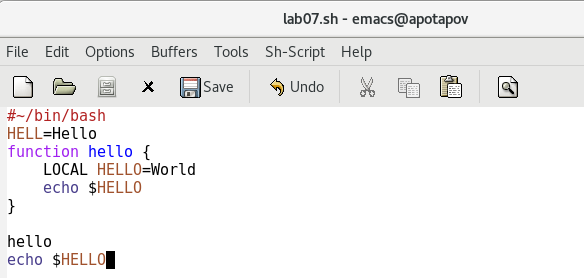 lab07.sh - emacs@apotapov
File Edit Options Buffers Tools Sh-Script Help
Save Undo
#~/bin/bash
HELL=Hello
function hello {
    LOCAL HELLO=World
    echo $HELLO
}
hello
echo $HELLO